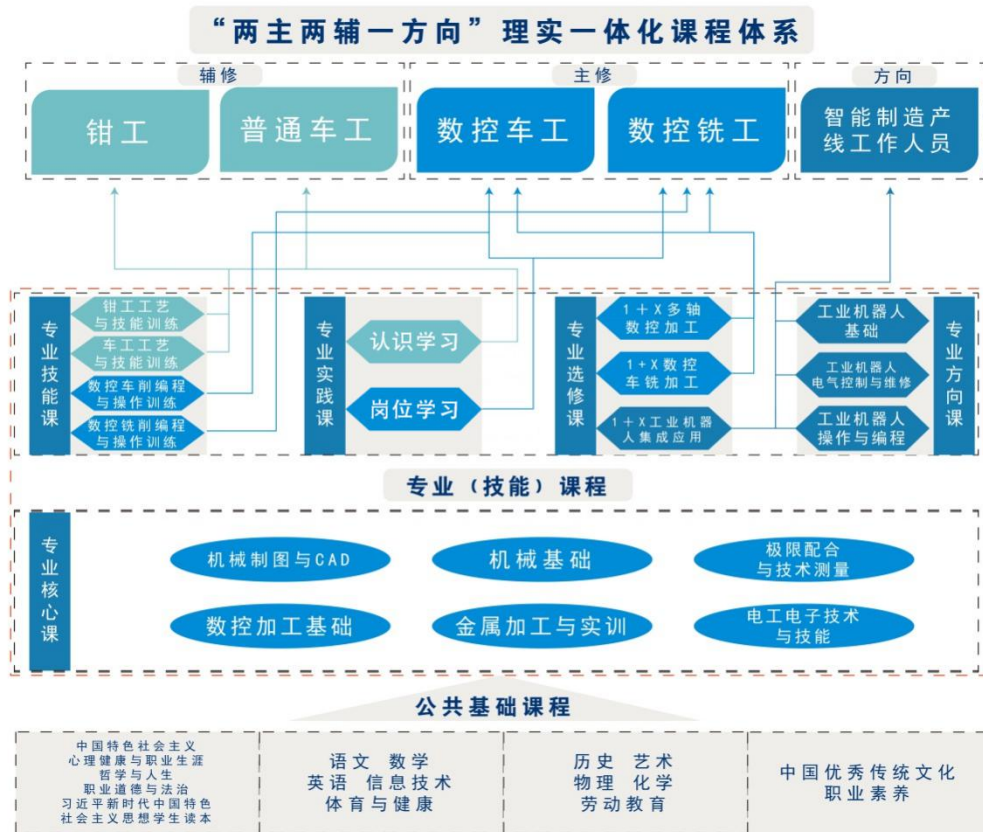 “两主两辅一方向”理实一体化课程体系
辅修
主修
方向
钳工
普通车工
数控车工
数控铣工
智能制造产
线工作人员
专业技能课
钳工工艺
与技能训练
车工工艺
与技能训练
数控车削编程
与操作训练
数控铣削编程
与操作训练
专业实践课
认识学习
岗位学习
专业选修课
1+X多轴
数控加工
1+X数控
车铣加工
1+X工业机器
人集成应用
工业机器人
基础
工业机器人
电气控制与维修
工业机器人
操作与编程
专业方向课
专业（技能）课程
专业核心课
机械制图与CAD
机械基础
极限配合
与技术测量
数控加工基础
金属加工与实训
电工电子技术
与技能
公共基础课程
中国特色社会主义
心理健康与职业生涯
哲学与人生
职业道德与法治
习近平新时代中国特色
社会主义思想学生读本
语文 数学
英语 信息技术
体育与健康
历史 艺术
物理 化学
劳动教育
中国优秀传统文化
职业素养